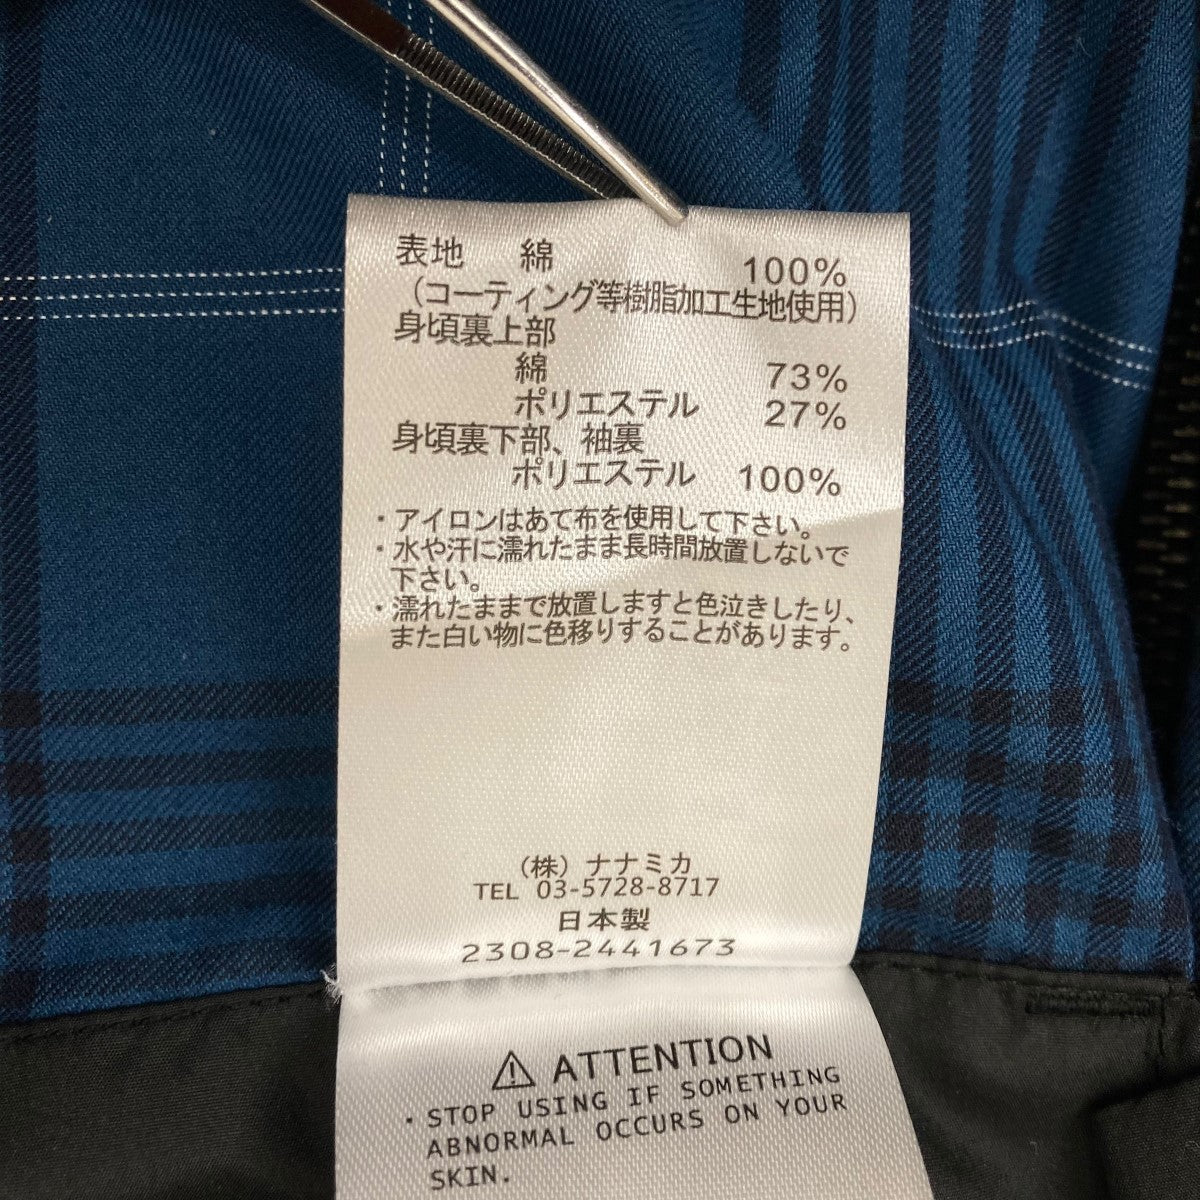 表地 綿 100%
（コーティング等樹脂加工生地使用）
身頃裏上部
綿 73%
ポリエステル 27%
身頃裏下部、袖裏
ポリエステル 100%
・アイロンはあて布を使用して下さい。
・水や汗に濡れたまま長時間放置しないで
下さい。
・濡れたままで放置しますと色泣きしたり、
また白い物に色移りすることがあります。
（株）ナナミカ
TEL 03-5728-8717
日本製
2308-2441673
⚠ ATTENTION
・STOP USING IF SOMETHING
ABNORMAL OCCURS ON YOUR
SKIN.